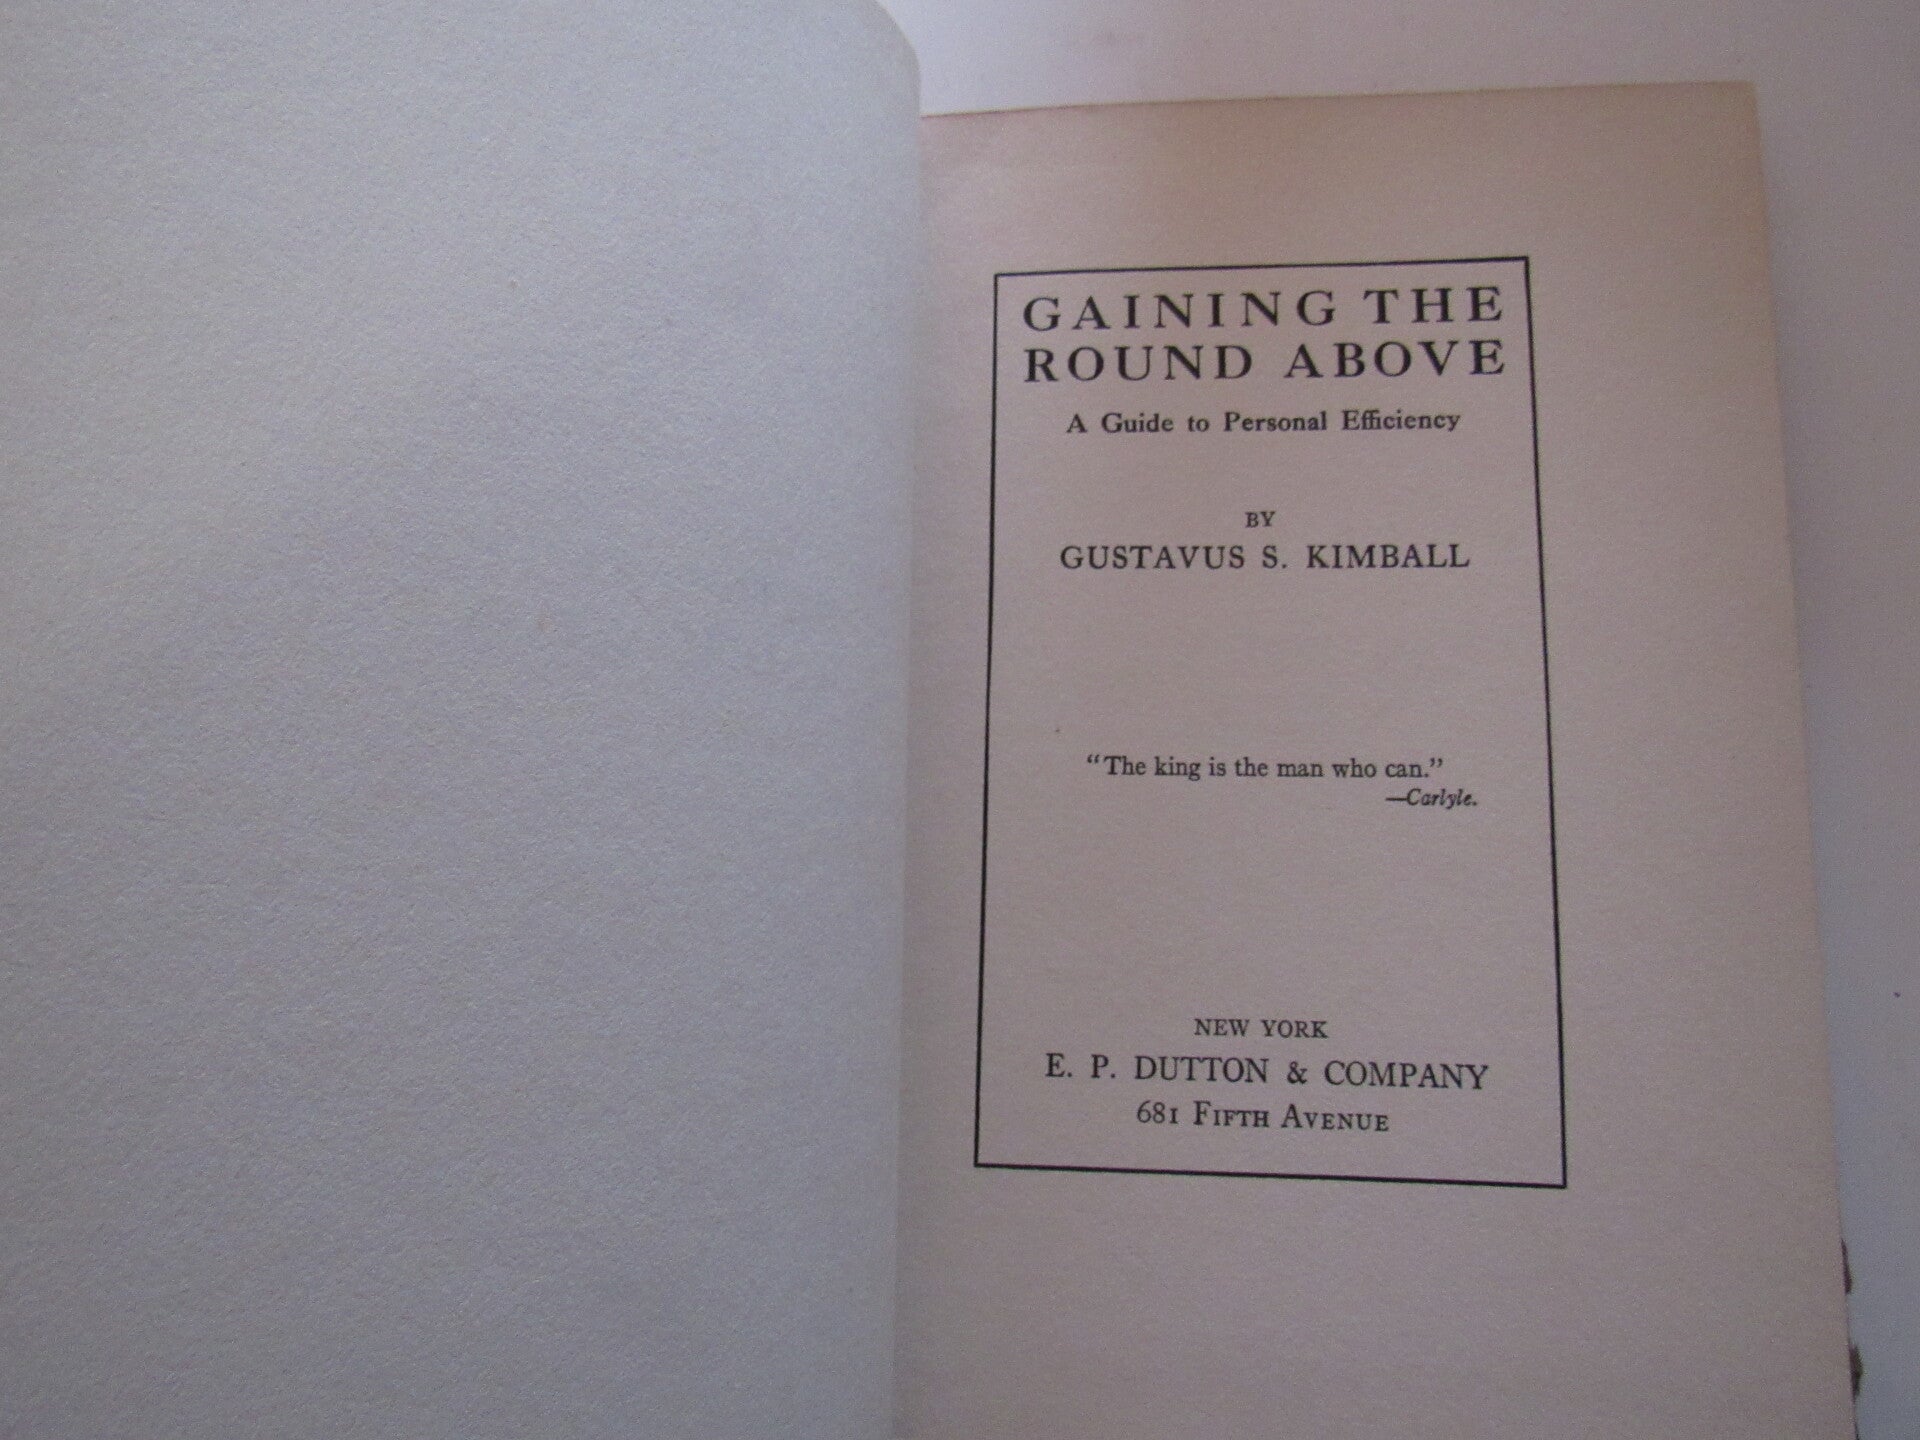 GAINING THE
ROUND ABOVE
A Guide to Personal Efficiency
BY
GUSTAVUS S. KIMBALL
“The king is the man who can.”
—Carlyle.
NEW YORK
E. P. DUTTON & COMPANY
681 FIFTH AVENUE